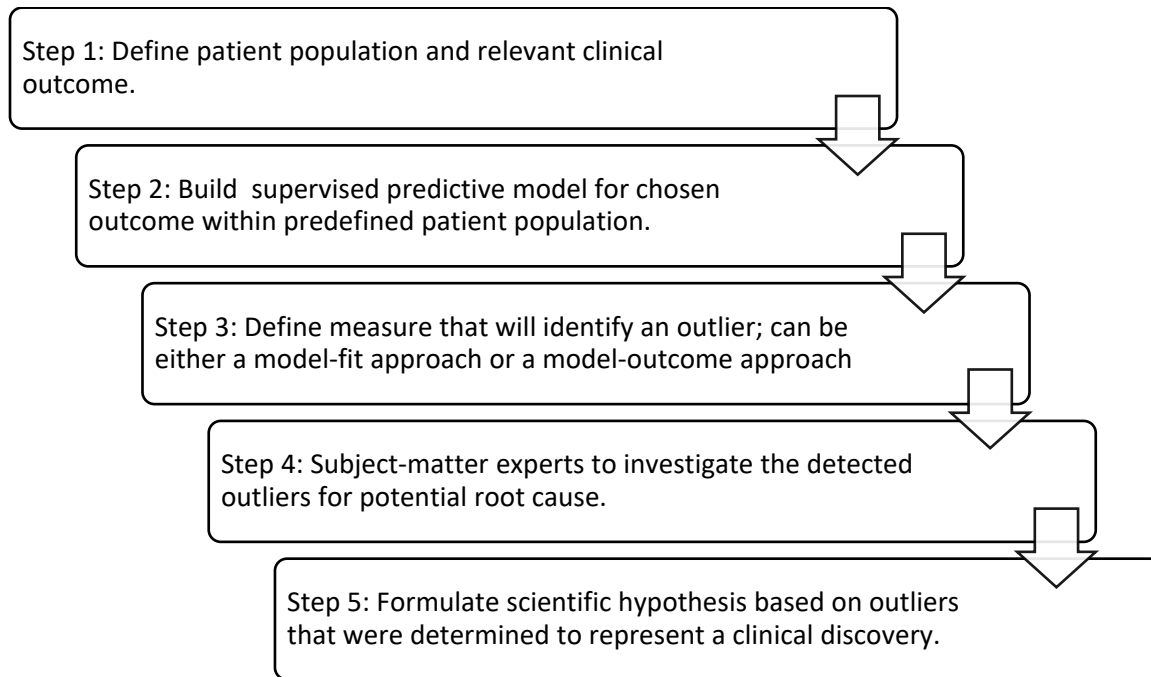 Step 1: Define patient population and relevant clinical
outcome.
Step 2: Build  supervised predictive model for chosen
outcome within predefined patient population.
Step 3: Define measure that will identify an outlier; can be
either a model-fit approach or a model-outcome approach
Step 4: Subject-matter experts to investigate the detected
outliers for potential root cause.
Step 5: Formulate scientific hypothesis based on outliers
that were determined to represent a clinical discovery.